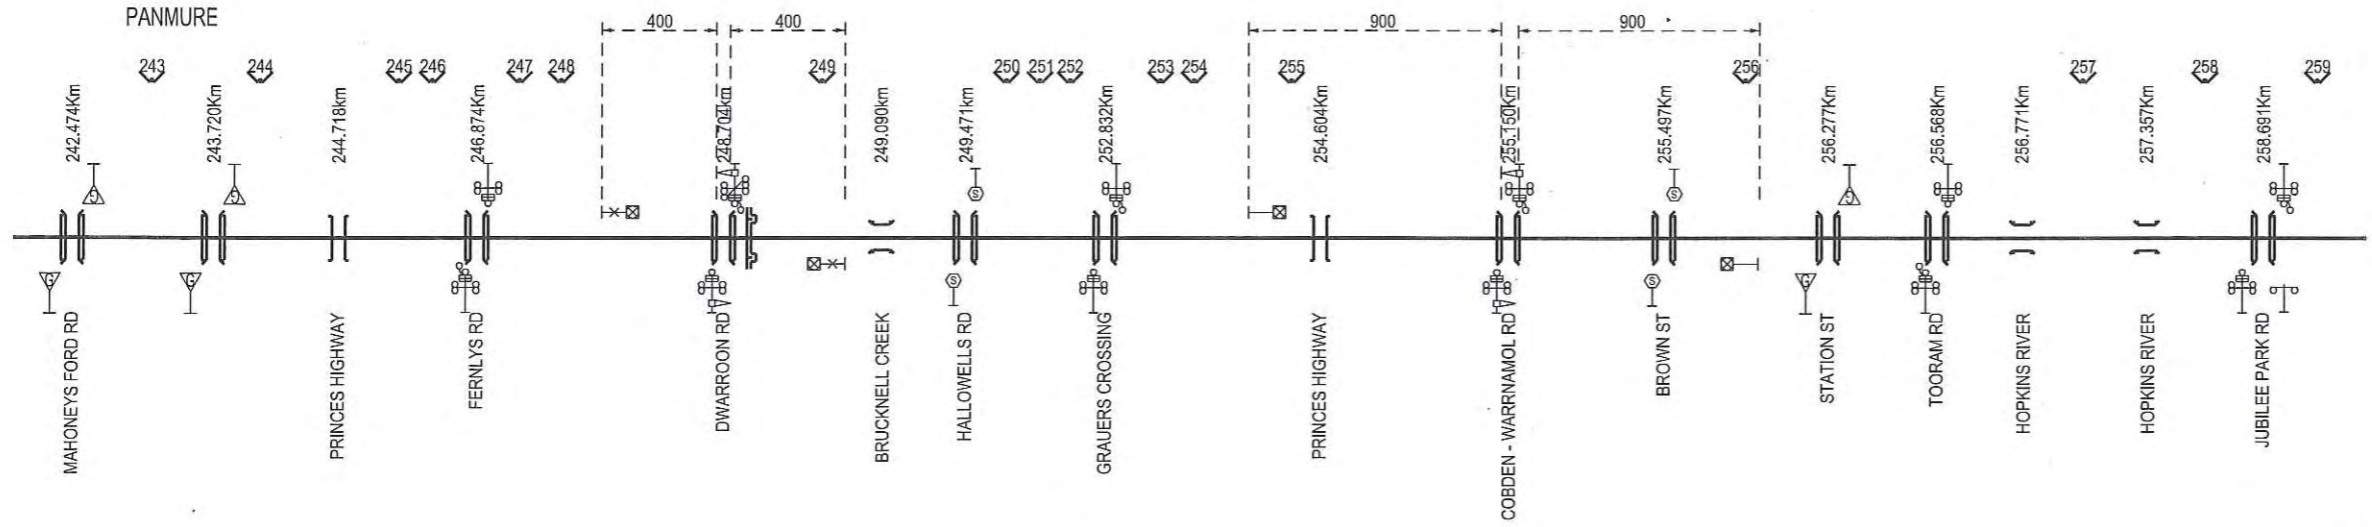 PANMURE
400
400
900
900
243
244
245
246
247
248
249
250
251
252
253
254
255
256
257
258
259
242.474Km
243.720Km
244.718km
246.874Km
248.704km
249.090km
249.471km
252.832Km
254.604Km
255.150Km
255.497Km
256.277Km
256.568Km
256.771Km
257.357Km
258.691Km
G
G
S
S
G
G
G
S
S
G
MAHONEYS FORD RD
PRINCES HIGHWAY
FERNLYS RD
DWARROON RD
BRUCKNELL CREEK
HALLOWELLS RD
GRAUERS CROSSING
PRINCES HIGHWAY
COBDEN - WARRNAMOL RD
BROWN ST
STATION ST
TOORAM RD
HOPKINS RIVER
HOPKINS RIVER
JUBILEE PARK RD